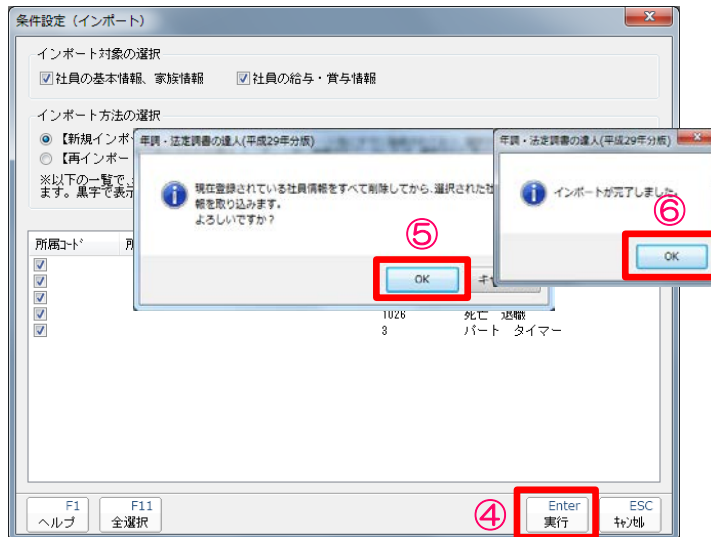 条件設定（インポート）
インポート対象の選択
社員の基本情報、家族情報
社員の給与・賞与情報
インポート方法の選択
【新規インポ
【再インポー
※以下の一覧で、
ます。黒字で表示
年調・法定調書の達人(平成29年分版)
現在登録されている社員情報をすべて削除してから、選択された社
報を取り込みます。
よろしいですか？
⑤
OK
年調・法定調書の達人(平成29年分版)
インポートが完了しました。
⑥
OK
所属ｺｰﾄﾞ
1026 死亡 退職
3 パート タイマー
F1
ヘルプ
F11
全選択
④
Enter
実行
ESC
ｷｬﾝｾﾙ